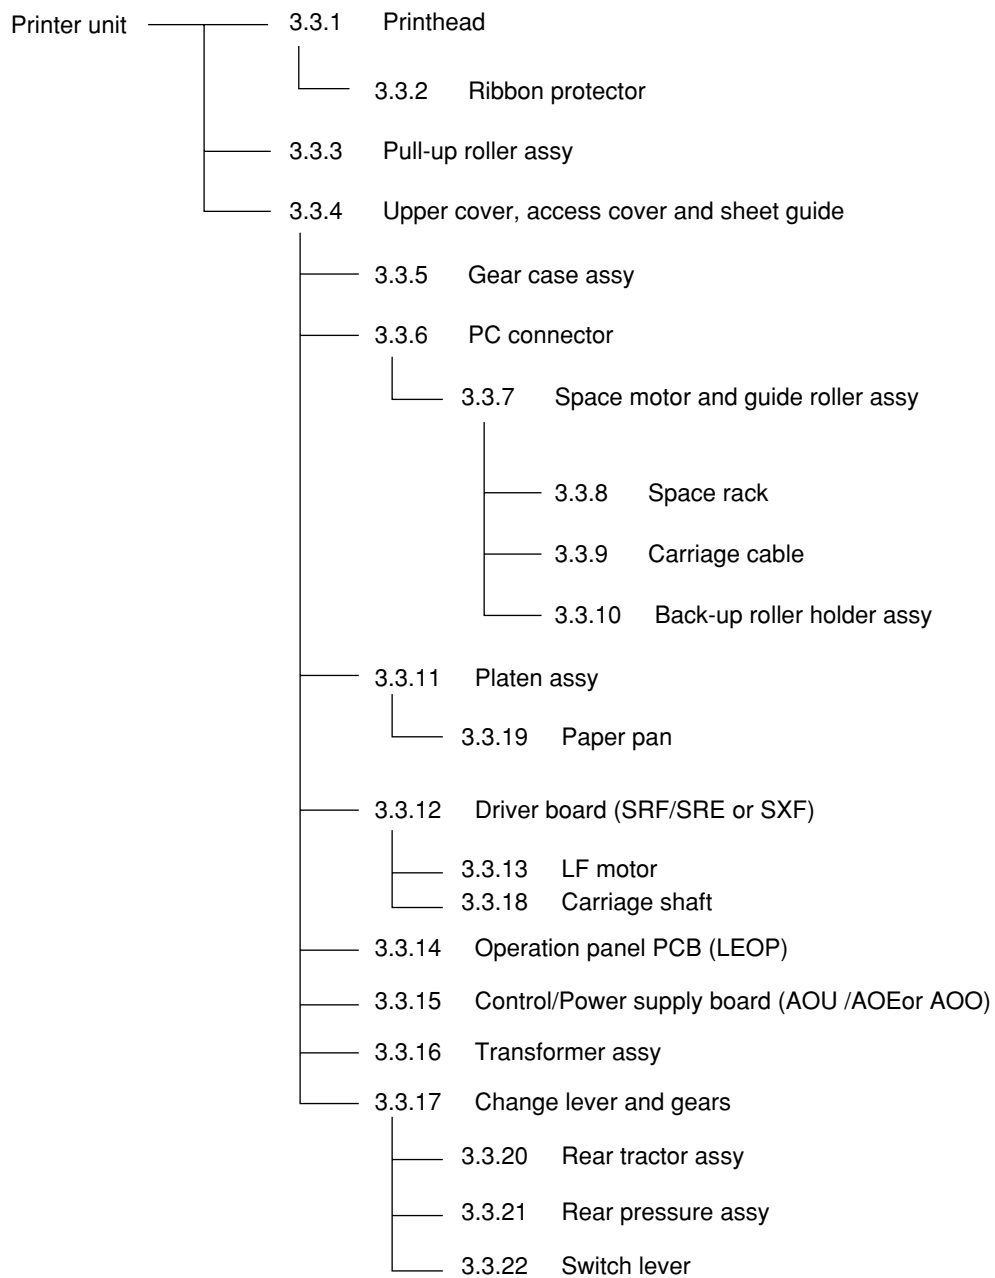 Printer unit 3.3.1 Printhead
3.3.2 Ribbon protector
3.3.3 Pull-up roller assy
3.3.4 Upper cover, access cover and sheet guide
3.3.5 Gear case assy
3.3.6 PC connector
3.3.7 Space motor and guide roller assy
3.3.8 Space rack
3.3.9 Carriage cable
3.3.10 Back-up roller holder assy
3.3.11 Platen assy
3.3.19 Paper pan
3.3.12 Driver board (SRF/SRE or SXF)
3.3.13 LF motor
3.3.18 Carriage shaft
3.3.14 Operation panel PCB (LEOP)
3.3.15 Control/Power supply board (AOU /AOEor AOO)
3.3.16 Transformer assy
3.3.17 Change lever and gears
3.3.20 Rear tractor assy
3.3.21 Rear pressure assy
3.3.22 Switch lever